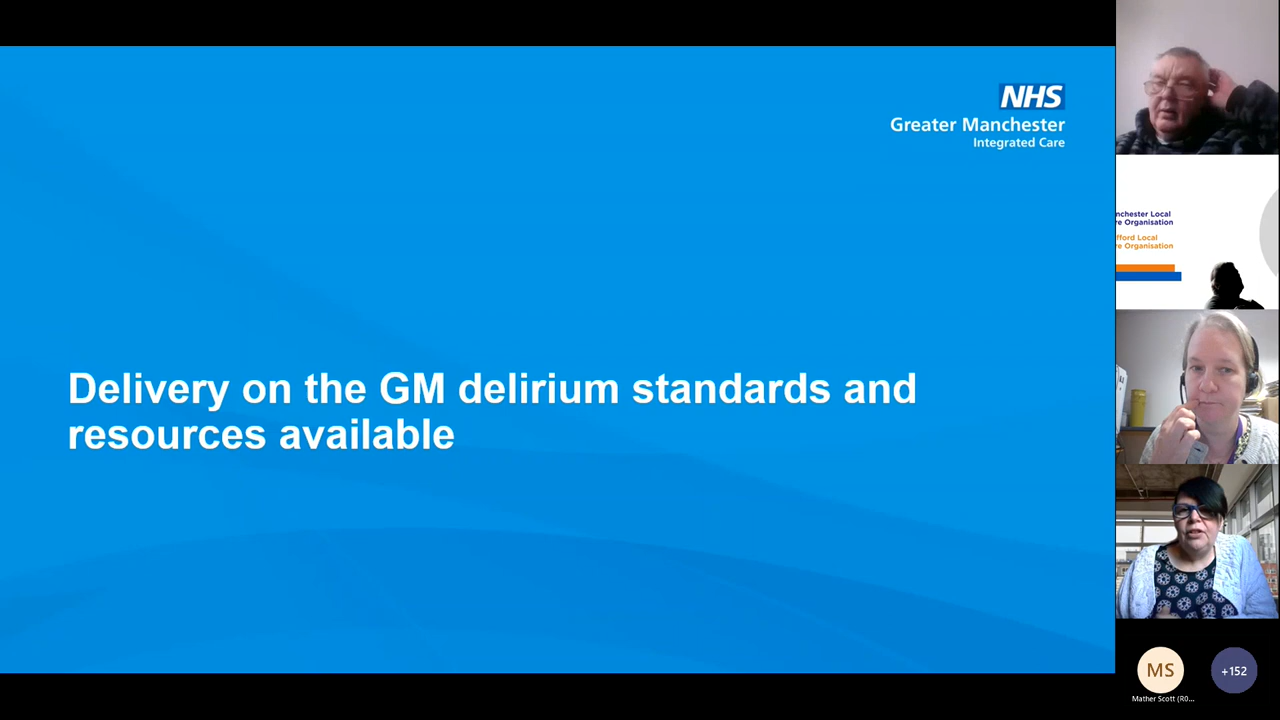 NHS
Greater Manchester
Integrated Care
Delivery on the GM delirium standards and
resources available
nchester Local
re Organisation
fford Local
re Organisation
MS
+152
Mather Scott (R0...